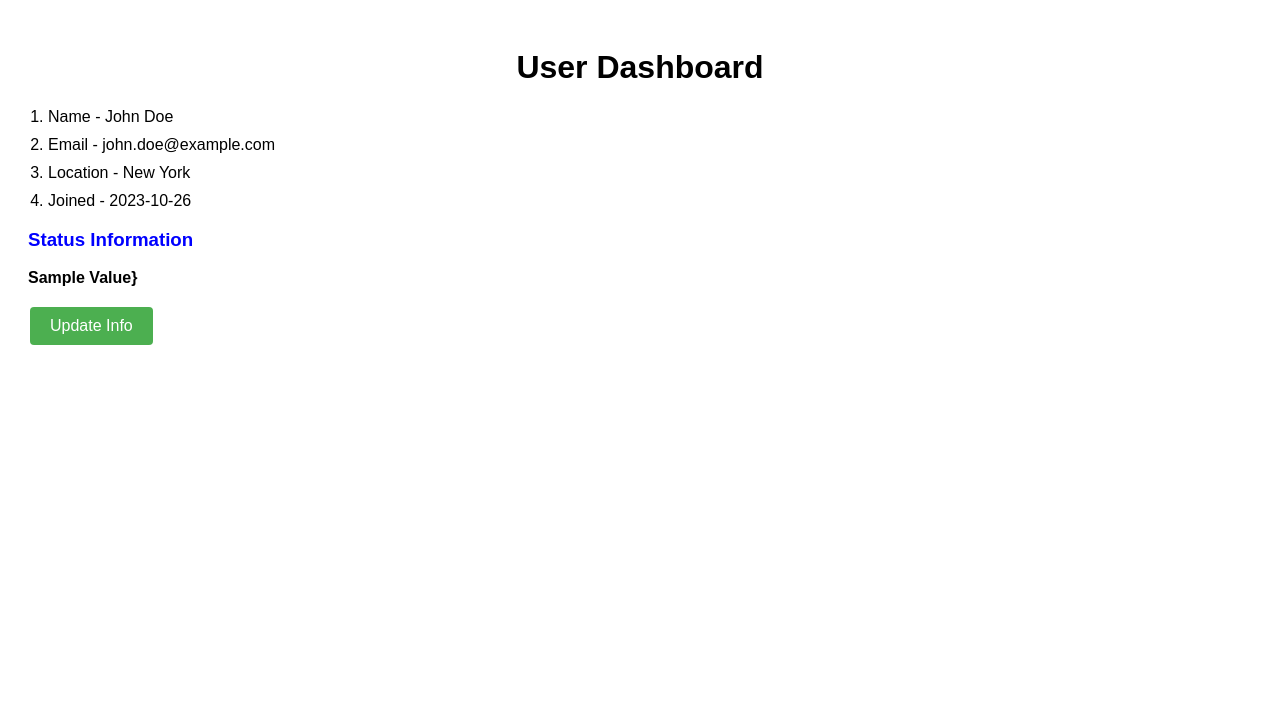 User Dashboard
1. Name - John Doe
2. Email - john.doe@example.com
3. Location - New York
4. Joined - 2023-10-26
Status Information
Sample Value}
Update Info